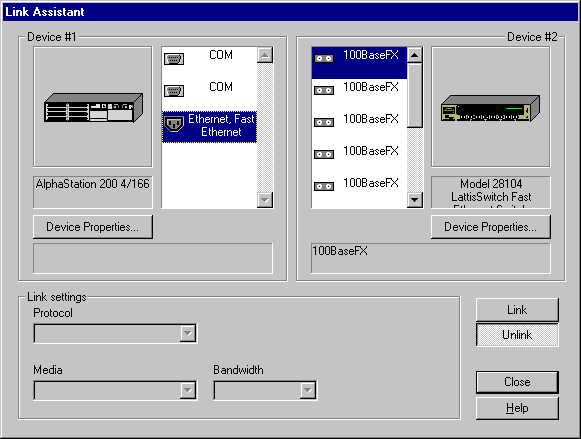 Link Assistant
Device #1
Device #2
COM
COM
Ethernet, Fast
Ethernet
100BaseFX
100BaseFX
100BaseFX
100BaseFX
100BaseFX
AlphaStation 200 4/166
Model 28104
LattisSwitch Fast
Ethernet Switch
Device Properties...
Device Properties...
100BaseFX
Link settings
Protocol
Media
Bandwidth
Link
Unlink
Close
Help